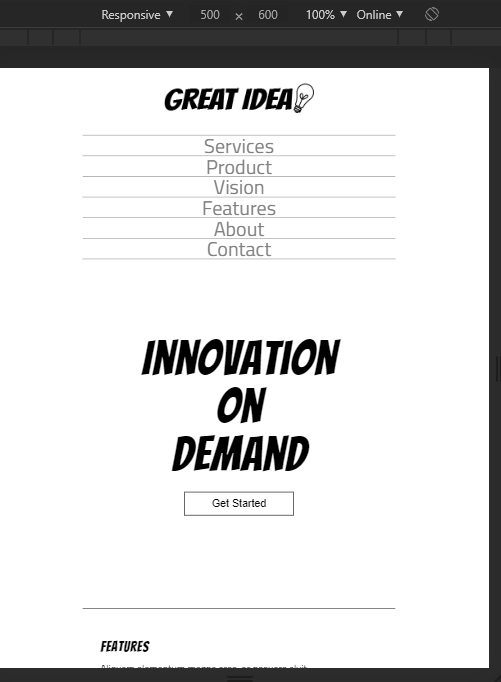 Responsive ▼ 500 × 600 100% ▼ Online ▼
GREAT IDEA
Services
Product
Vision
Features
About
Contact
INNOVATION
ON
DEMAND
Get Started
FEATURES